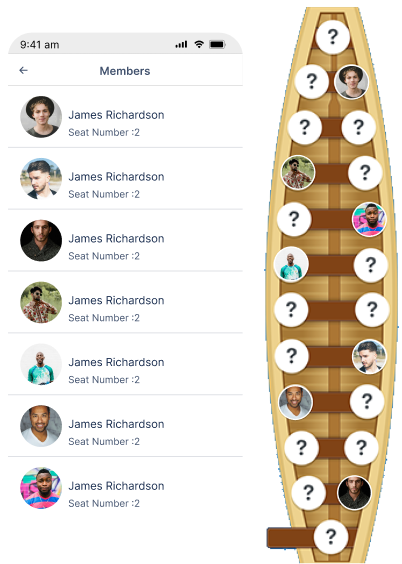 9:41 am
Members
James Richardson
Seat Number :2
James Richardson
Seat Number :2
James Richardson
Seat Number :2
James Richardson
Seat Number :2
James Richardson
Seat Number :2
James Richardson
Seat Number :2
James Richardson
Seat Number :2
?
?
? ?
?
?
?
? ?
?
?
? ?
?
?